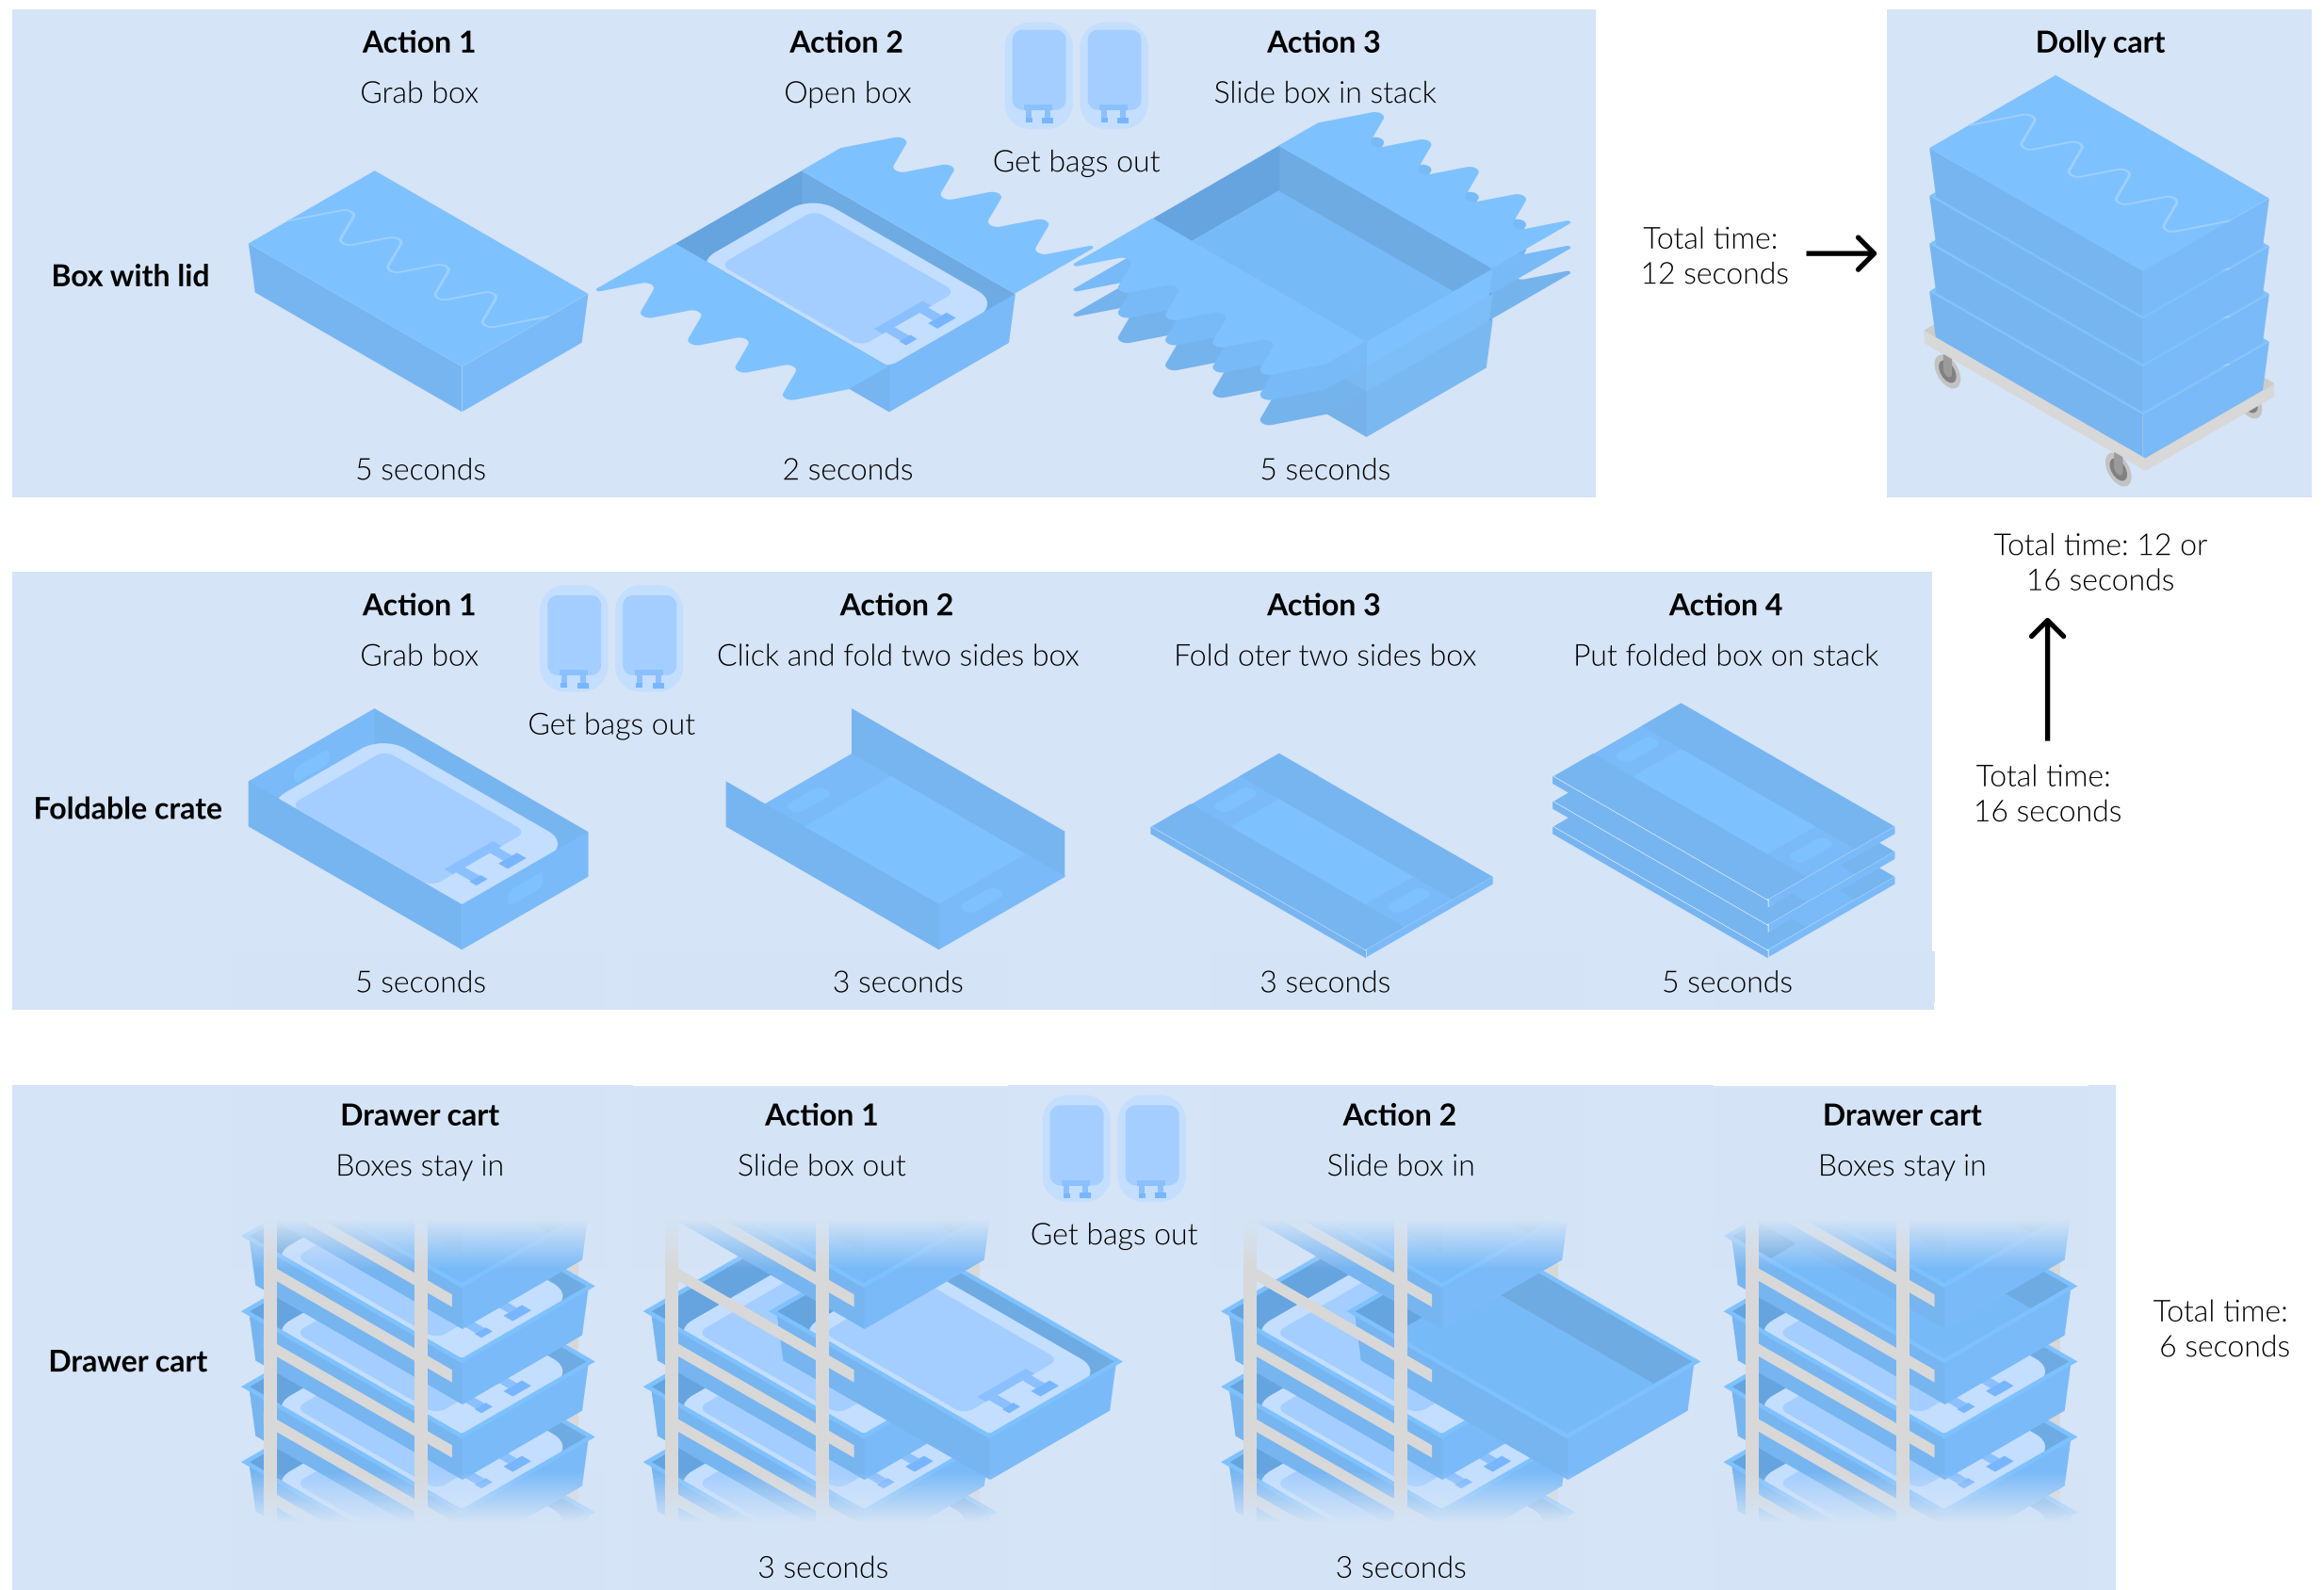 Action 1
Grab box
Action 2
Open box
Get bags out
Action 3
Slide box in stack
Dolly cart
Box with lid
Total time:
12 seconds
5 seconds
2 seconds
5 seconds
Total time: 12 or
16 seconds
Action 1
Grab box
Get bags out
Action 2
Click and fold two sides box
Action 3
Fold oter two sides box
Action 4
Put folded box on stack
Total time:
16 seconds
Foldable crate
5 seconds
3 seconds
3 seconds
5 seconds
Drawer cart
Boxes stay in
Action 1
Slide box out
Get bags out
Action 2
Slide box in
Drawer cart
Boxes stay in
Drawer cart
Total time:
6 seconds
3 seconds
3 seconds